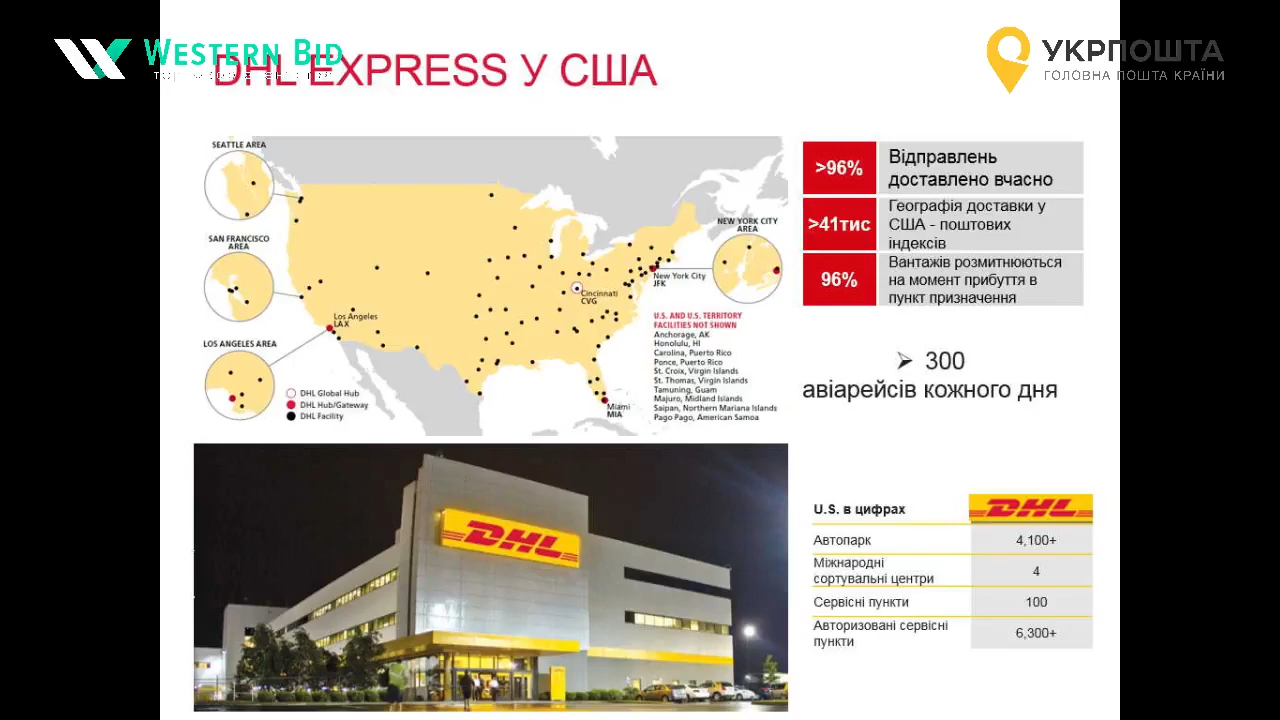 WESTERN BID
DHL EXPRESS У США
УКРПОШТА
ГОЛОВНА ПОШТА КРАЇНИ
SEATTLE AREA
SAN FRANCISCO
AREA
LOS ANGELES AREA
Los Angeles
LAX
DHL Global Hub
DHL Hub/Gateway
DHL Facility
Cincinnati
CVG
Miami
MIA
NEW YORK CITY
AREA
New York City
JFK
U.S. AND U.S. TERRITORY
FACILITIES NOT SHOWN
Anchorage, AK
Honolulu, HI
Carolina, Puerto Rico
Ponce, Puerto Rico
St. Croix, Virgin Islands
St. Thomas, Virgin Islands
Tamuning, Guam
Majuro, Midland Islands
Saipan, Northern Mariana Islands
Pago Pago, American Samoa
>96% Відправлень
доставлено вчасно
>41тис Географія доставки у
США - поштових
індексів
96% Вантажів розмитнюються
на момент прибуття в
пункт призначення
➢ 300
авіарейсів кожного дня
DHL
U.S. в цифрах DHL
Автопарк 4,100+
Міжнародні
сортувальні центри 4
Сервісні пункти 100
Авторизовані сервісні
пункти 6,300+